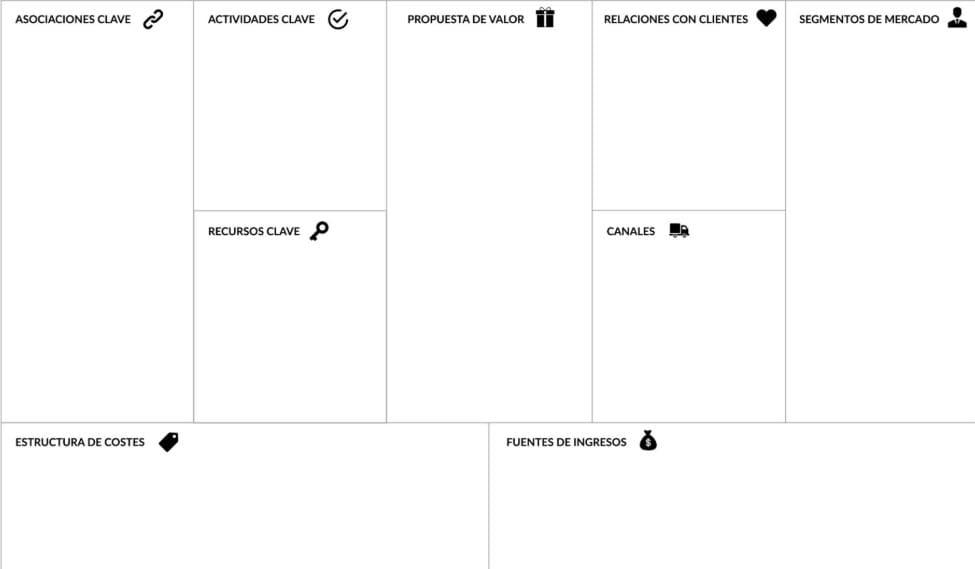 ASOCIACIONES CLAVE
ACTIVIDADES CLAVE
PROPUESTA DE VALOR
RELACIONES CON CLIENTES
SEGMENTOS DE MERCADO
RECURSOS CLAVE
CANALES
ESTRUCTURA DE COSTES
FUENTES DE INGRESOS
$